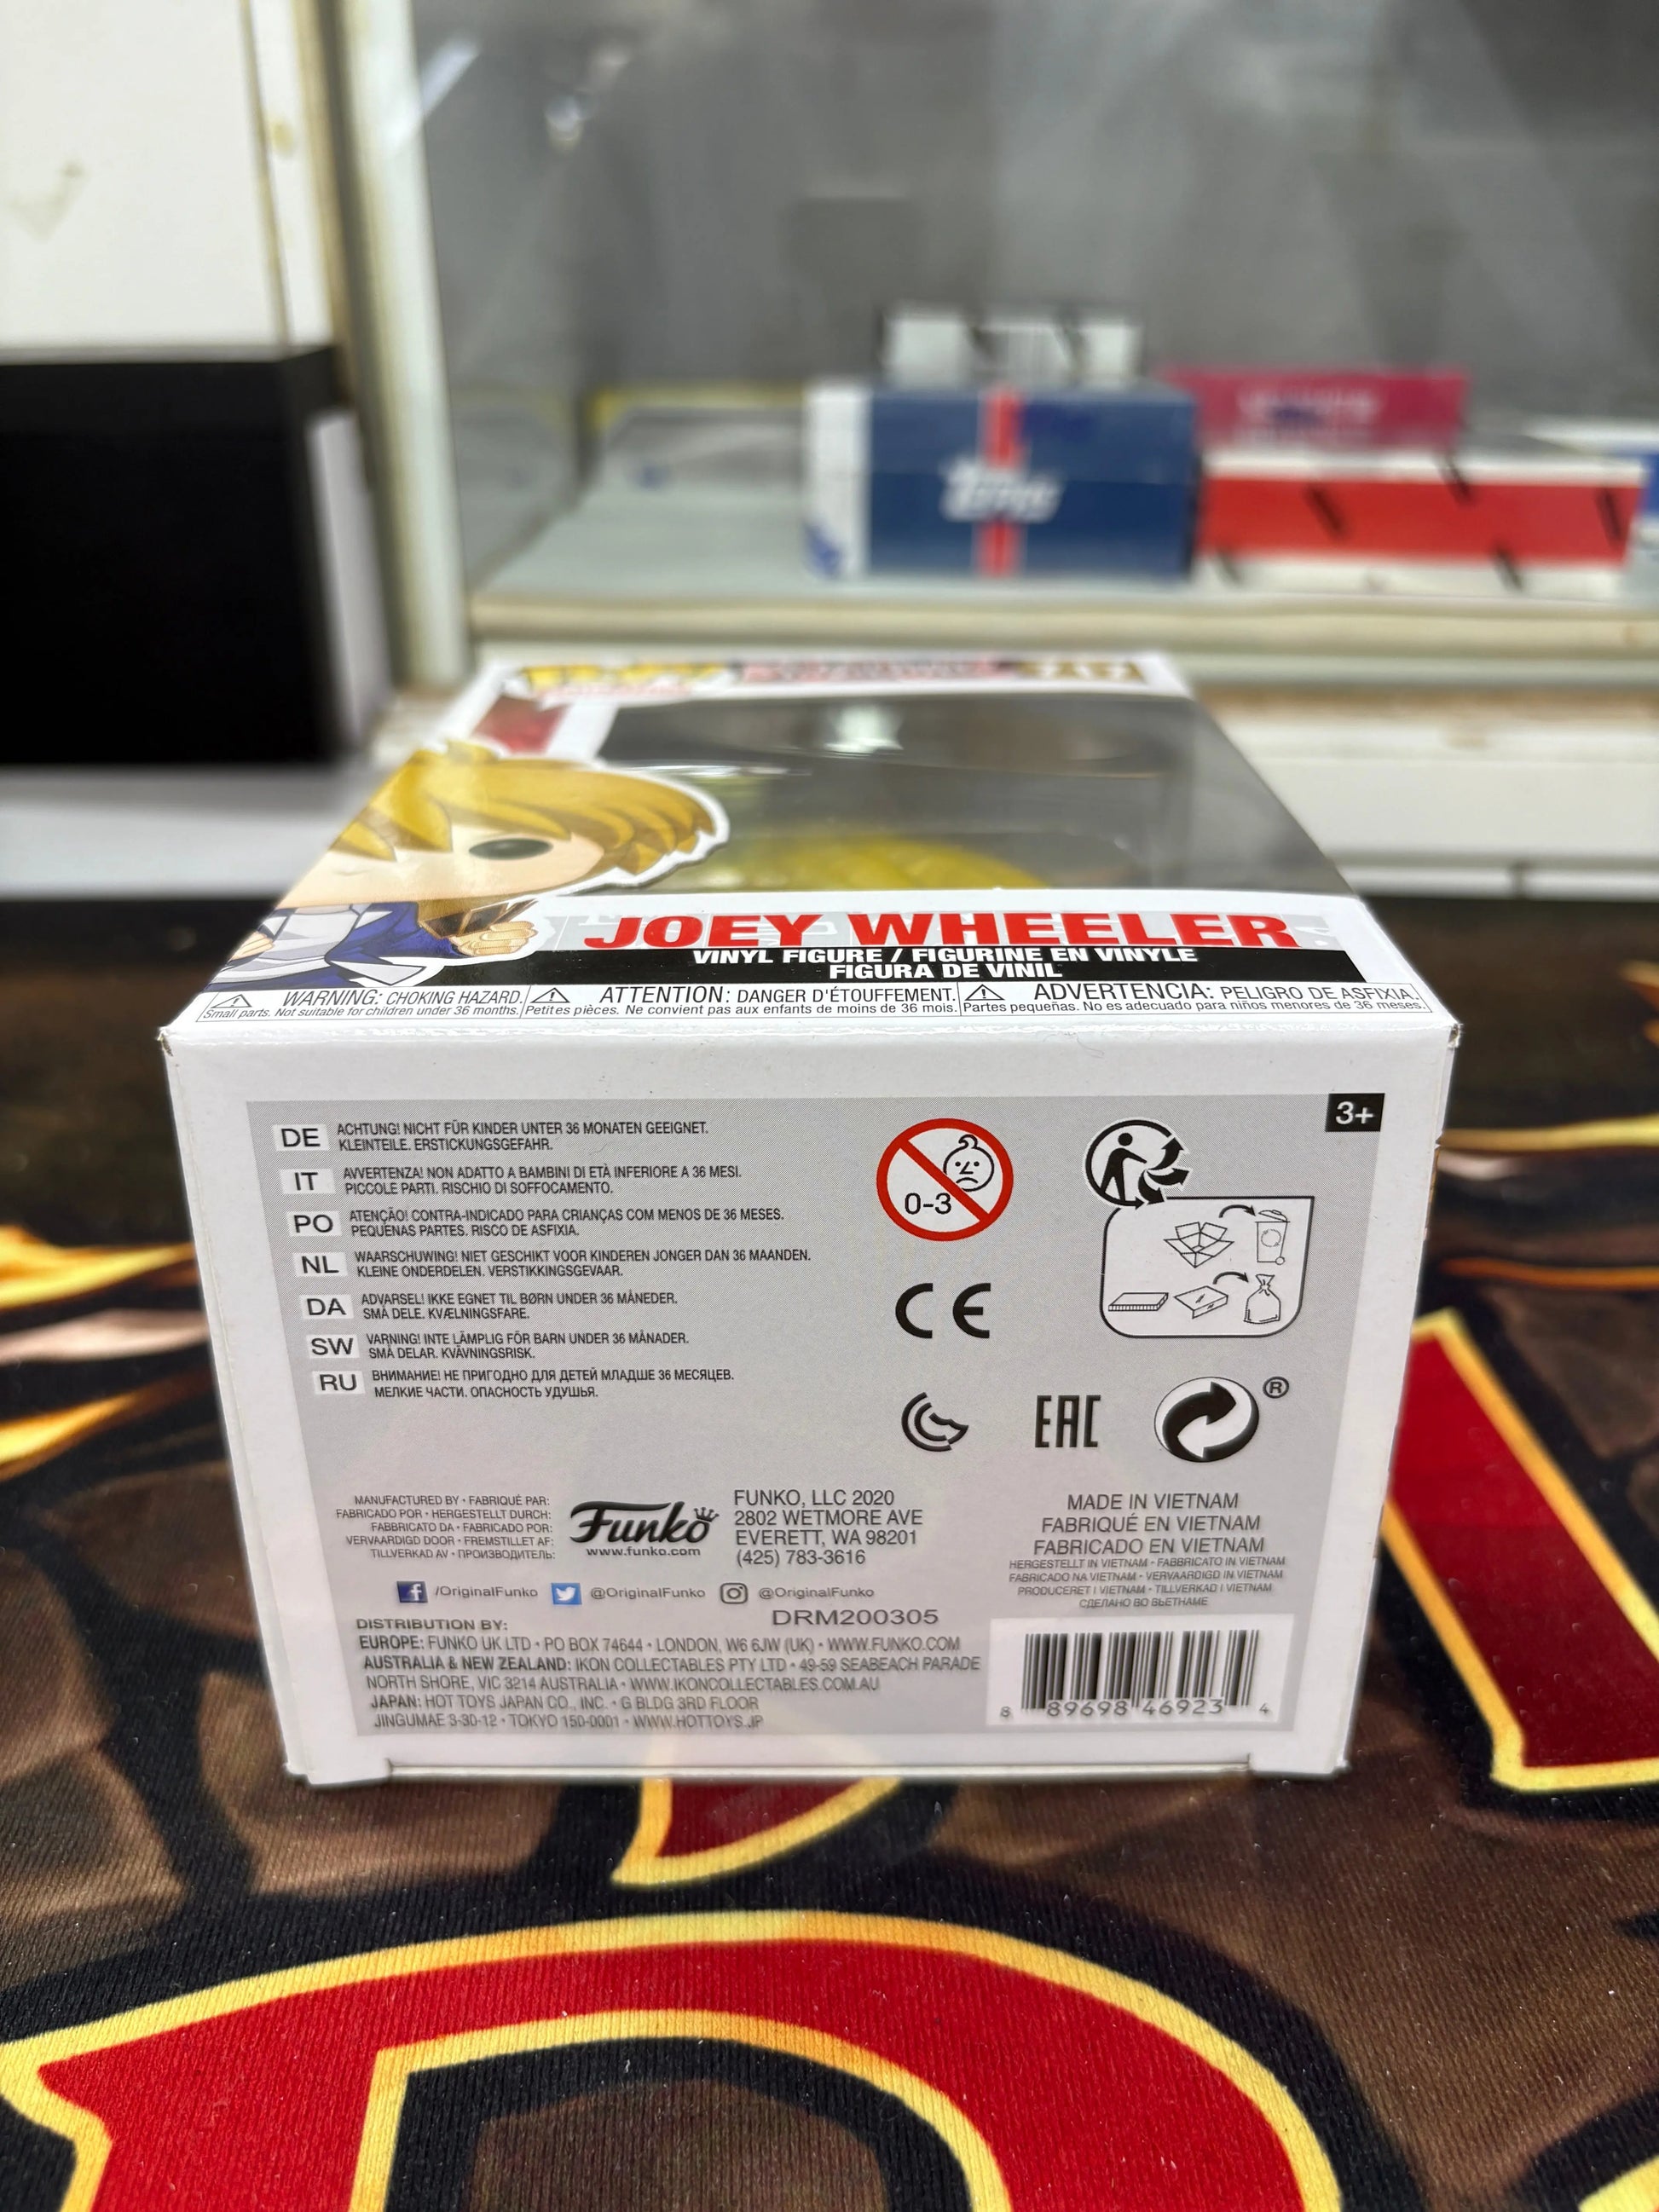 Topps
JOEY WHEELER
VINYL FIGURE / FIGURINE EN VINYLE
FIGURA DE VINIL
WARNING: CHOKING HAZARD.
Small parts. Not suitable for children under 36 months.
ATTENTION: DANGER D'ÉTOUFFEMENT.
Petites pièces. Ne convient pas aux enfants de moins de 36 mois.
ADVERTENCIA: PELIGRO DE ASFIXIA.
Partes pequeñas. No es adecuado para niños menores de 36 meses.
3+
DE ACHTUNG! NICHT FÜR KINDER UNTER 36 MONATEN GEEIGNET.
KLEINTEILE. ERSTICKUNGSGEFAHR.
IT AVVERTENZA! NON ADATTO A BAMBINI DI ETÀ INFERIORE A 36 MESI.
PICCOLE PARTI. RISCHIO DI SOFFOCAMENTO.
PO ATENÇÃO! CONTRA-INDICADO PARA CRIANÇAS COM MENOS DE 36 MESES.
PEQUENAS PARTES. RISCO DE ASFIXIA.
NL WAARSCHUWING! NIET GESCHIKT VOOR KINDEREN JONGER DAN 36 MAANDEN.
KLEINE ONDERDELEN. VERSTIKKINGSGEVAAR.
DA ADVARSEL! IKKE EGNET TIL BØRN UNDER 36 MÅNEDER.
SMÅ DELE. KVÆLNINGSFARE.
SW VARNING! INTE LÄMPLIG FÖR BARN UNDER 36 MÅNADER.
SMÅ DELAR. KVÄVNINGSRISK.
RU ВНИМАНИЕ! НЕ ПРИГОДНО ДЛЯ ДЕТЕЙ МЛАДШЕ 36 МЕСЯЦЕВ.
МЕЛКИЕ ЧАСТИ. ОПАСНОСТЬ УДУШЬЯ.
0-3
CE
EAC
®
MANUFACTURED BY • FABRIQUÉ PAR:
FABRICADO POR • HERGESTELLT DURCH:
FABBRICATO DA • FABRICADO POR:
VERVAARDIGD DOOR • FREMSTILLET AF:
TILLVERKAD AV • ПРОИЗВОДИТЕЛЬ:
Funko
www.funko.com
FUNKO, LLC 2020
2802 WETMORE AVE
EVERETT, WA 98201
(425) 783-3616
MADE IN VIETNAM
FABRIQUÉ EN VIETNAM
FABRICADO EN VIETNAM
HERGESTELLT IN VIETNAM • FABBRICATO IN VIETNAM
FABRICADO NA VIETNAM • VERVAARDIGD IN VIETNAM
PRODUCERET I VIETNAM • TILLVERKAD I VIETNAM
СДЕЛАНО ВО ВЬЕТНАМЕ
/OriginalFunko @OriginalFunko @OriginalFunko
DRM200305
DISTRIBUTION BY:
EUROPE: FUNKO UK LTD • PO BOX 74644 • LONDON, W6 6JW (UK) • WWW.FUNKO.COM
AUSTRALIA & NEW ZEALAND: IKON COLLECTABLES PTY LTD • 49-59 SEABEACH PARADE
NORTH SHORE, VIC 3214 AUSTRALIA • WWW.IKONCOLLECTABLES.COM.AU
JAPAN: HOT TOYS JAPAN CO., INC. • G BLDG 3RD FLOOR
JINGUMAE 3-30-12 • TOKYO 150-0001 • WWW.HOTTOYS.JP
8 89698 46923 4